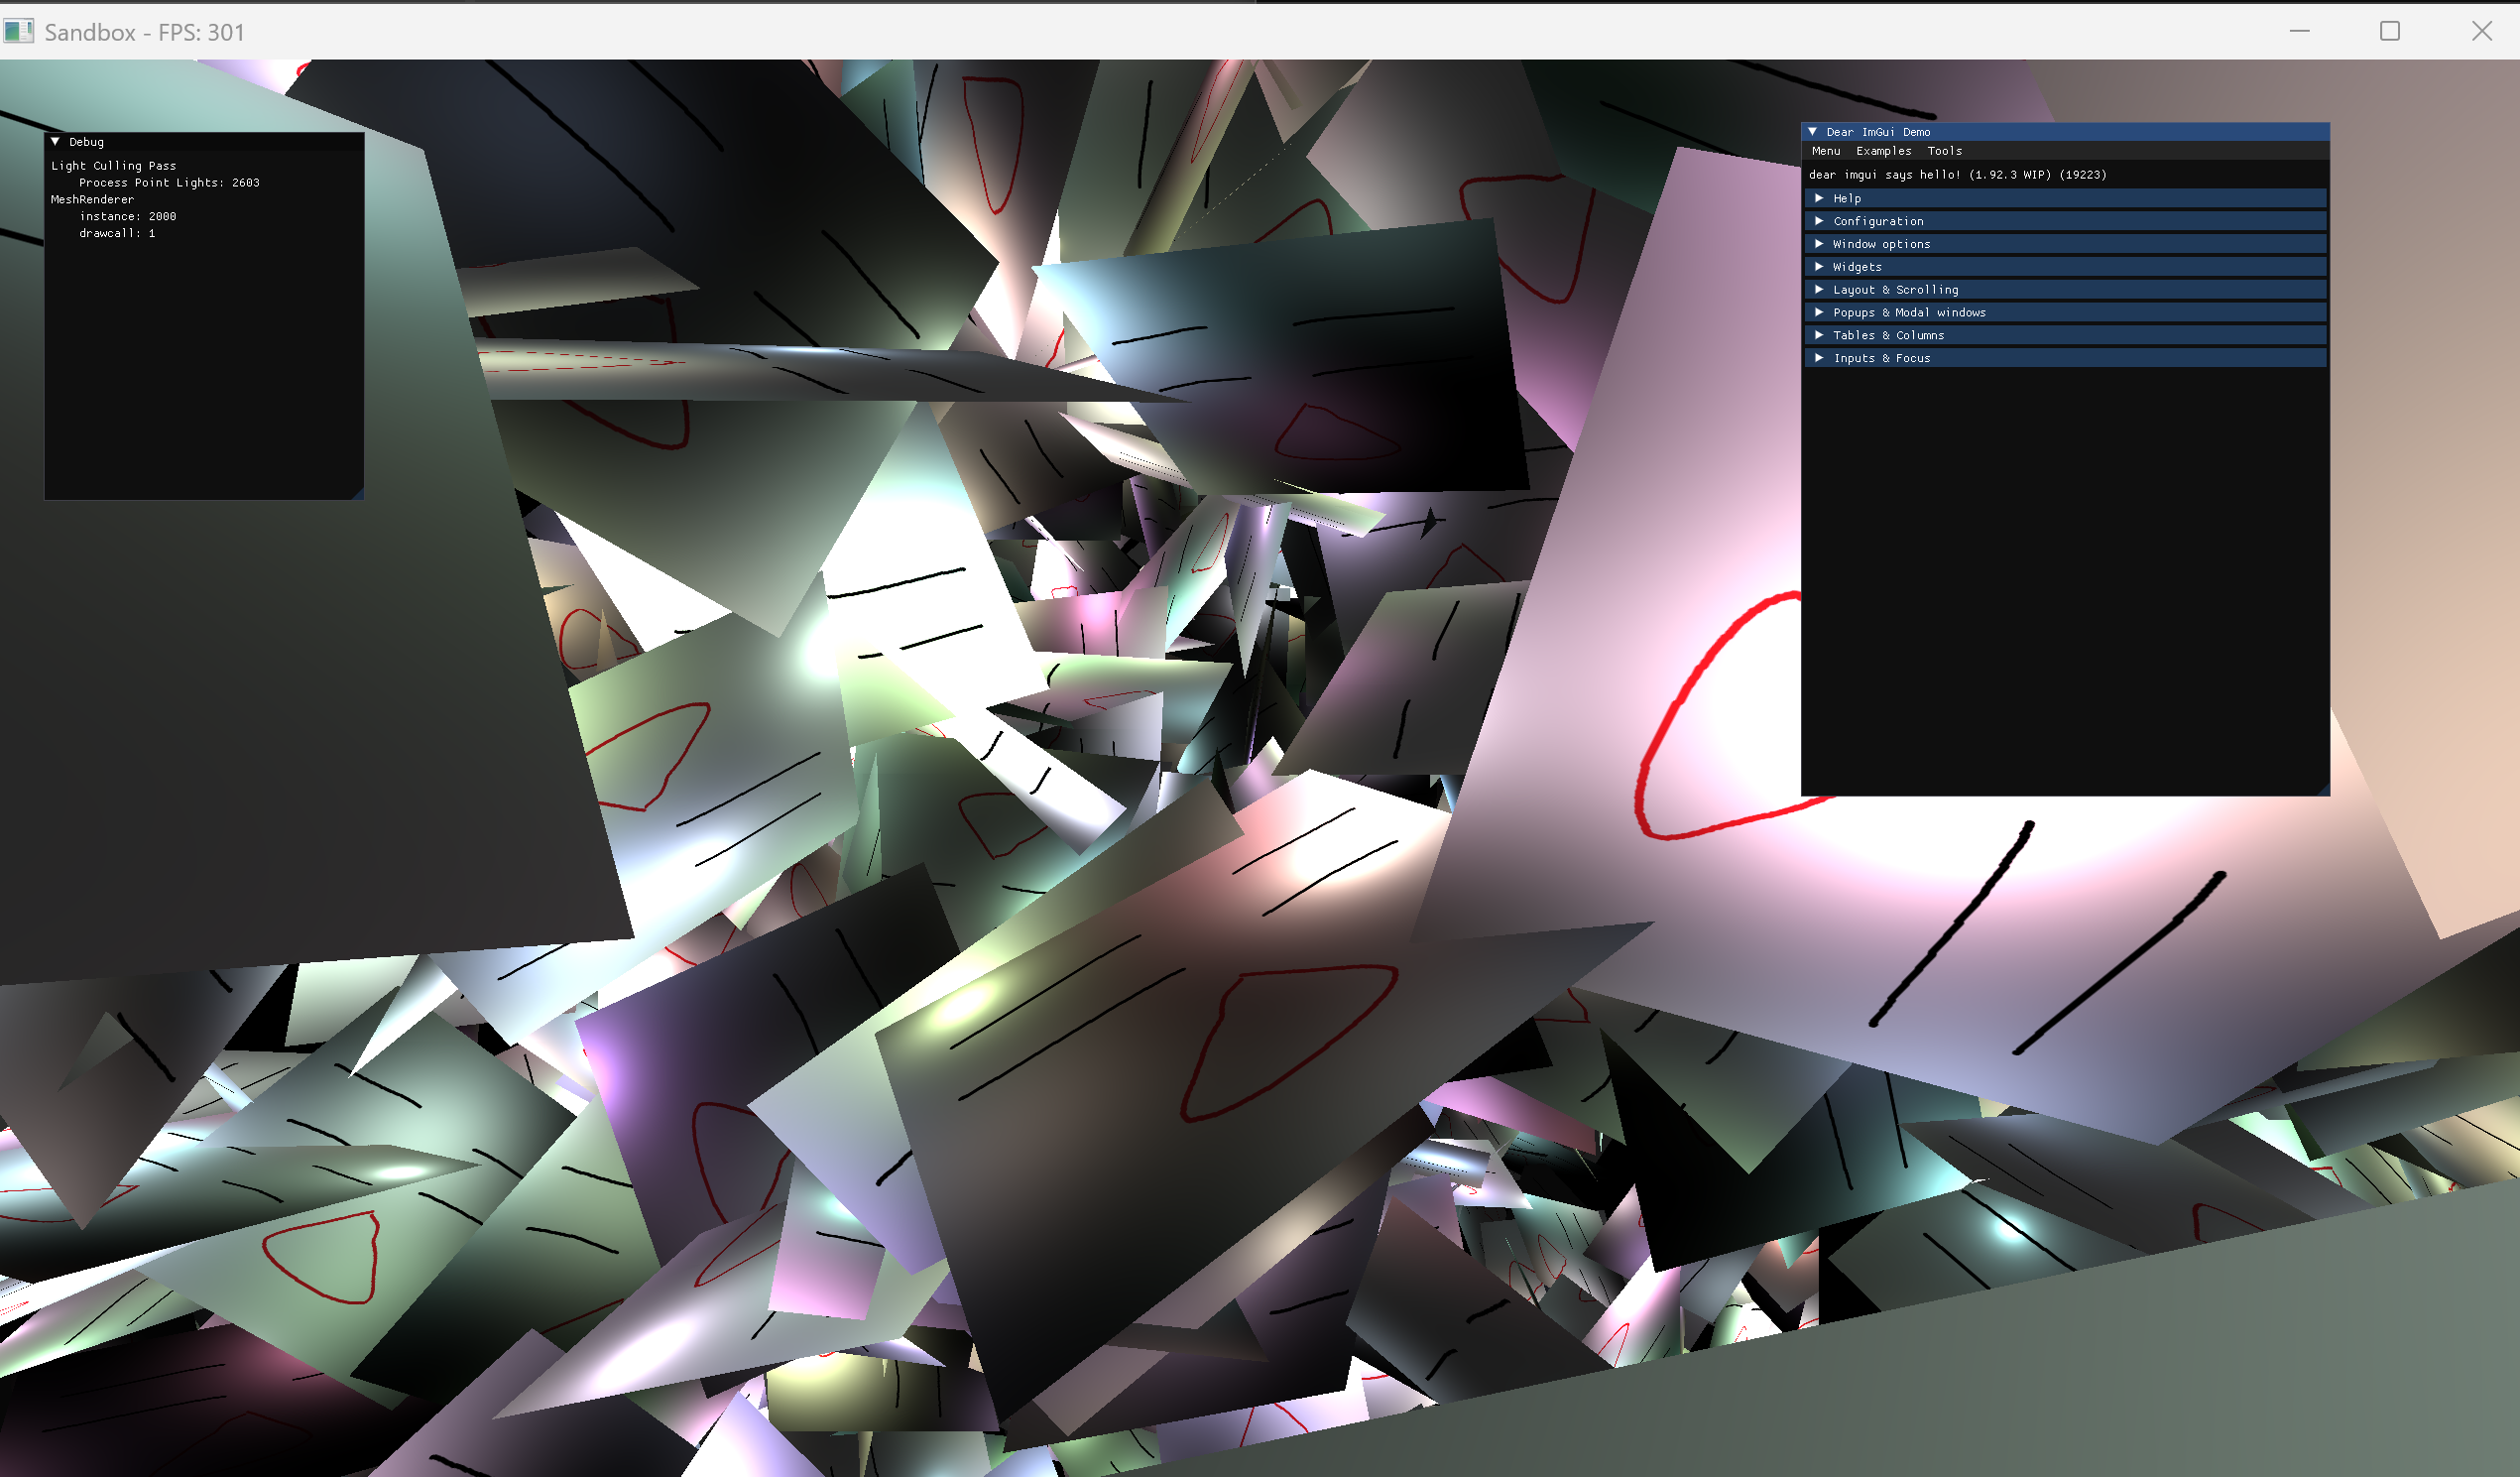 Sandbox - FPS: 301
Debug
Light Culling Pass
Process Point Lights: 2603
MeshRenderer
instance: 2000
drawcall: 1
Dear ImGui Demo
Menu Examples Tools
dear imgui says hello! (1.92.3 WIP) (19223)
Help
Configuration
Window options
Widgets
Layout & Scrolling
Popups & Modal windows
Tables & Columns
Inputs & Focus